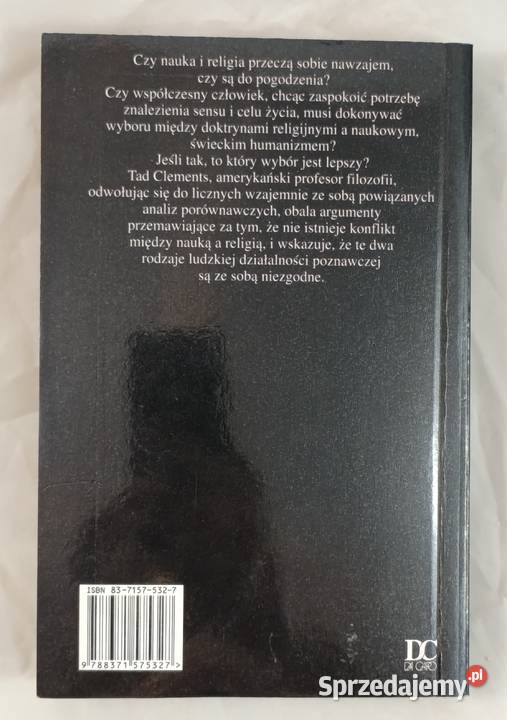 Czy nauka i religia przeczą sobie nawzajem,
czy są do pogodzenia?
Czy współczesny człowiek, chcąc zaspokoić potrzebę
znalezienia sensu i celu życia, musi dokonywać
wyboru między doktrynami religijnymi a naukowym,
świeckim humanizmem?
Jeśli tak, to który wybór jest lepszy?
Tad Clements, amerykański profesor filozofii,
odwołując się do licznych wzajemnie ze sobą powiązanych
analiz porównawczych, obala argumenty
przemawiające za tym, że nie istnieje konflikt
między nauką a religią, i wskazuje, że te dwa
rodzaje ludzkiej działalności poznawczej
są ze sobą niezgodne.
ISBN 83-7157-532-7
9 788371 575327 >
DC
DA CAPO
Sprzedajemy.pl